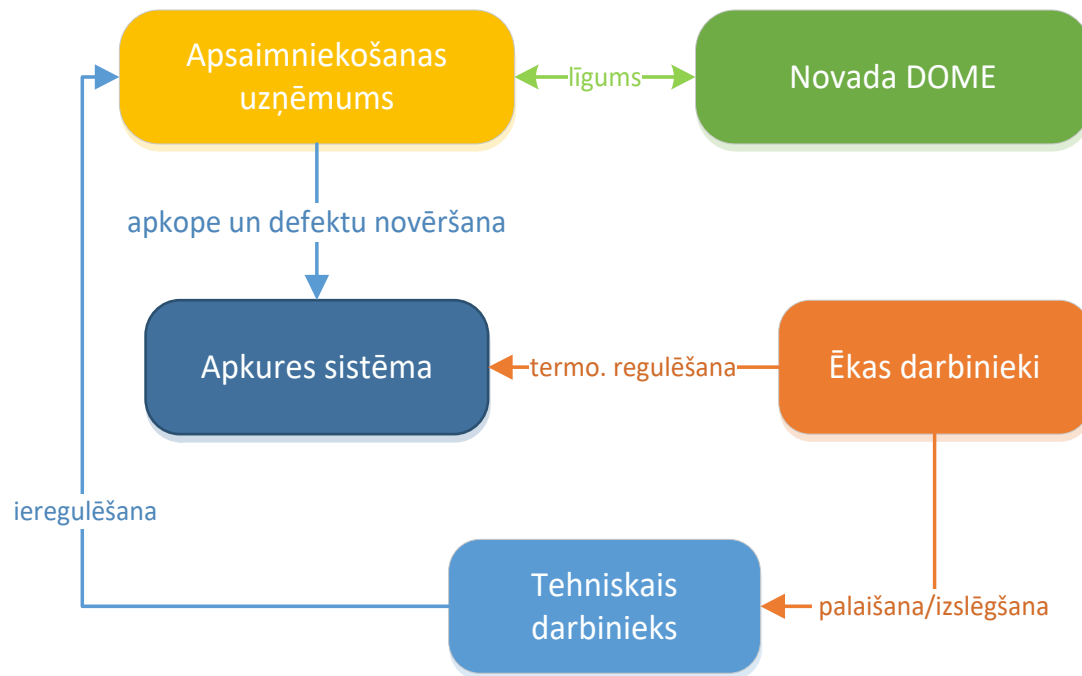 Apsaimniekošanas
uzņēmums
līgums
Novada DOME
apkope un defektu novēršana
Apkures sistēma
termo. regulēšana
Ēkas darbinieki
ieregulēšana
Tehniskais
darbinieks
palaišana/izslēgšana